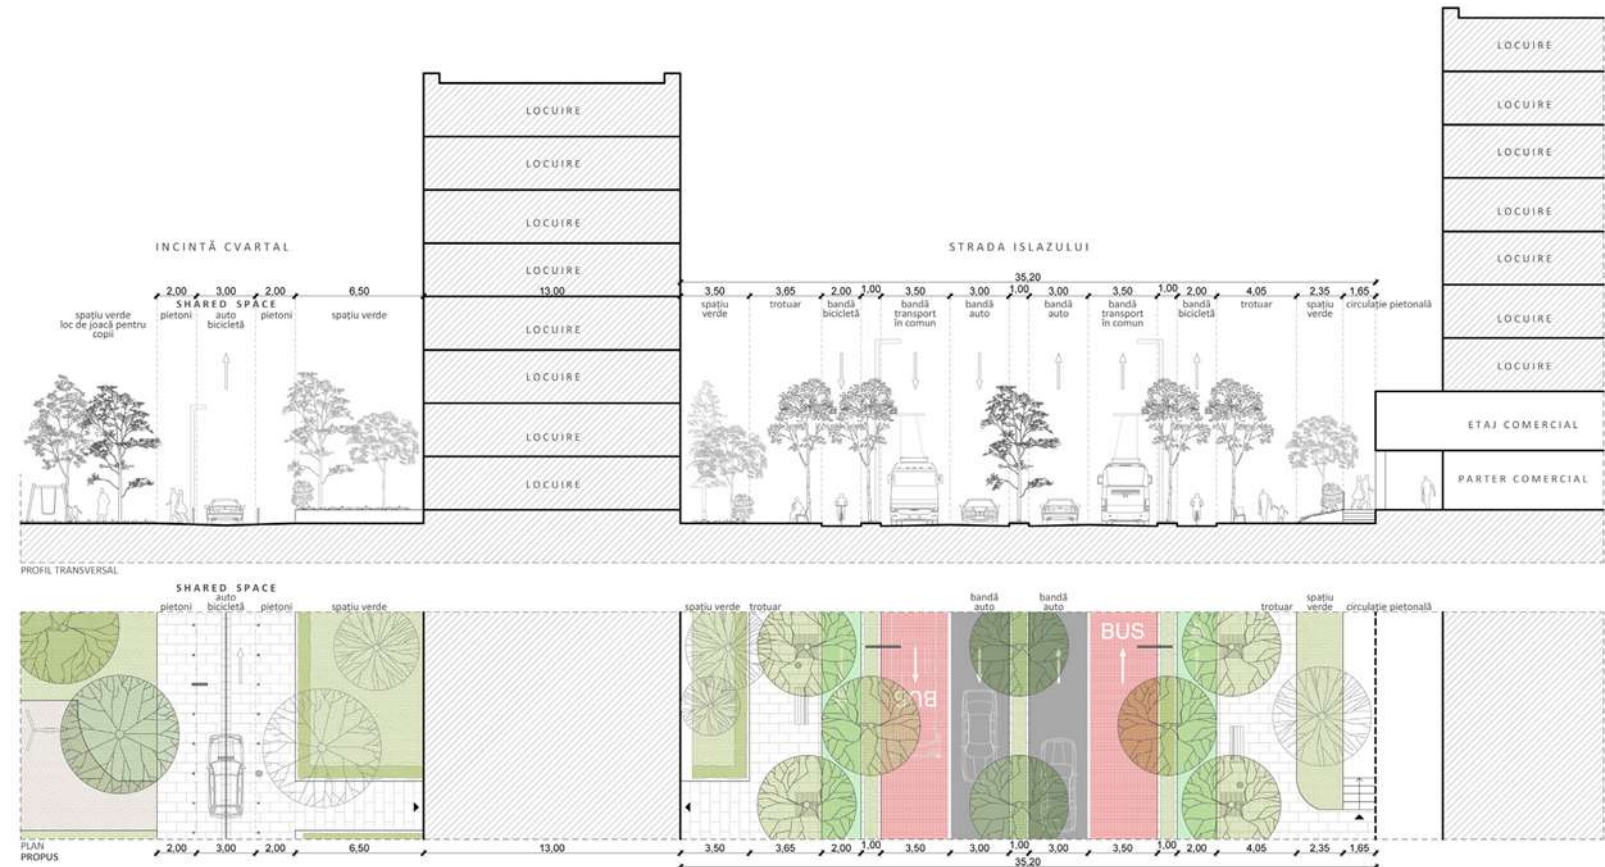 LOCUIRE
LOCUIRE
LOCUIRE
LOCUIRE
LOCUIRE
LOCUIRE
LOCUIRE
ETAJ COMERCIAL
PARTER COMERCIAL
LOCUIRE
LOCUIRE
LOCUIRE
LOCUIRE
LOCUIRE
LOCUIRE
LOCUIRE
LOCUIRE
INCINTĂ CVARTAL
STRADA ISLAZULUI
35,20
2,00 3,00 2,00 6,50 13,00 3,50 3,65 2,00 1,00 3,50 3,00 1,00 3,00 3,50 1,00 2,00 4,05 2,35 1,65
SHARED SPACE
spațiu verde
loc de joacă pentru
copii
pietoni
auto
bicicletă
pietoni
spațiu verde
spațiu
verde
trotuar
bandă
bicicletă
bandă
transport
în comun
bandă
auto
bandă
auto
bandă
transport
în comun
bandă
bicicletă
trotuar
spațiu
verde
circulație pietonală
PROFIL TRANSVERSAL
SHARED SPACE
pietoni
auto
bicicletă
pietoni
spațiu verde
spațiu verde
trotuar
bandă
auto
bandă
auto
trotuar
spațiu
verde
circulație pietonală
BUS
BUS
PLAN
PROPUS
2,00 3,00 2,00 6,50 13,00 3,50 3,65 2,00 1,00 3,50 3,00 1,00 3,00 3,50 1,00 2,00 4,05 2,35 1,65
35,20